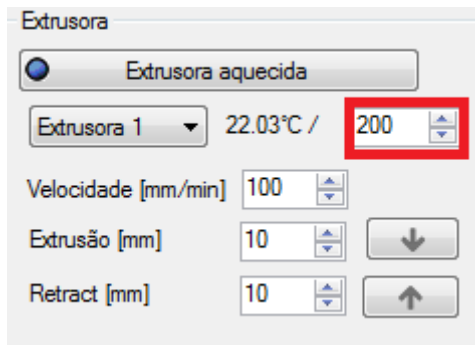 Extrusora
Extrusora aquecida
Extrusora 1 22.03°C / 200
Velocidade [mm/min] 100
Extrusão [mm] 10
Retract [mm] 10